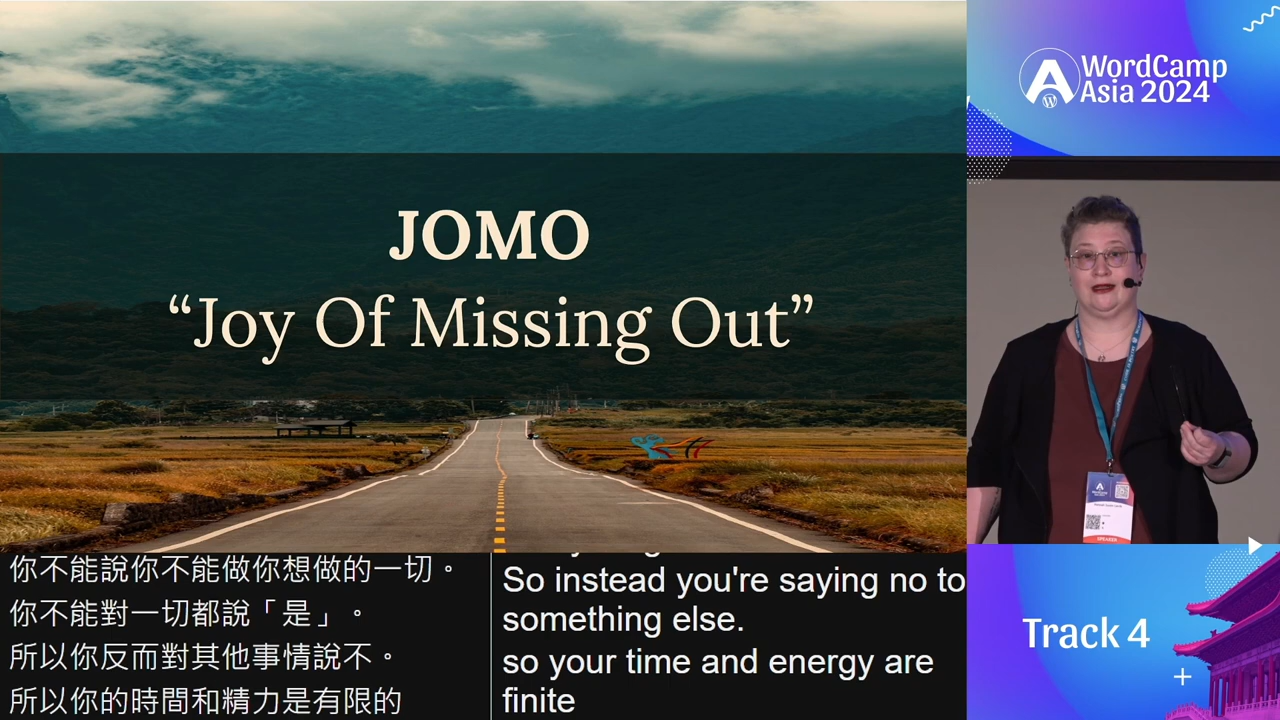 JOMO
“Joy Of Missing Out”
你不能說你不能做你想做的一切。
你不能對一切都說「是」。
所以你反而對其他事情說不。
所以你的時間和精力是有限的
So instead you're saying no to
something else.
so your time and energy are
finite
WordCamp
Asia 2024
SPEAKER
Track 4